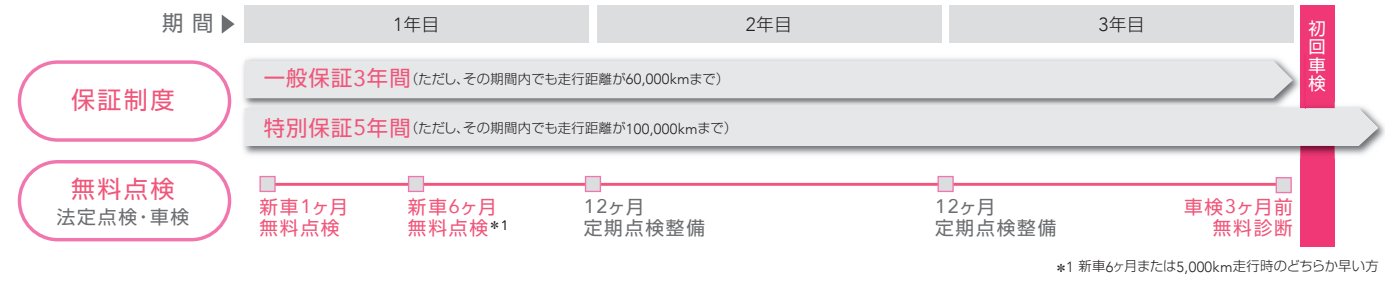 期間▶ 1年目 2年目 3年目
初回車検
保証制度
一般保証3年間(ただし、その期間内でも走行距離が60,000kmまで)
特別保証5年間(ただし、その期間内でも走行距離が100,000kmまで)
無料点検
法定点検・車検
新車1ヶ月
無料点検
新車6ヶ月
無料点検*1
12ヶ月
定期点検整備
12ヶ月
定期点検整備
車検3ヶ月前
無料診断
*1 新車6ヶ月または5,000km走行時のどちらか早い方